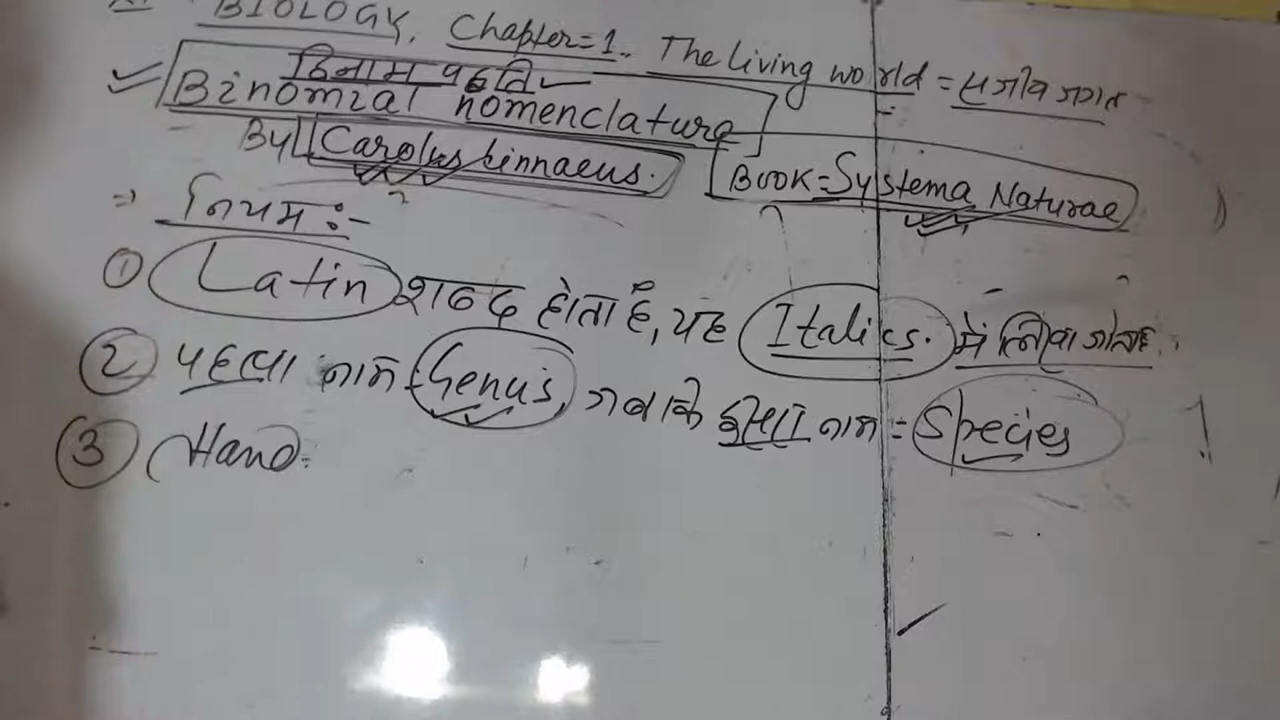 XI BIOLOGY, Chapter=1. The living world = सजीव जगत
द्विनाम पद्धति
Binomial nomenclature
By Carolus Linnaeus. Book=Systema Naturae
⇒ नियम :-
① Latin शब्द होता है, यह Italics. में लिखा जाता है.
② पहला नाम = Genus, जबकि दूसरा नाम = Species
③ Hand